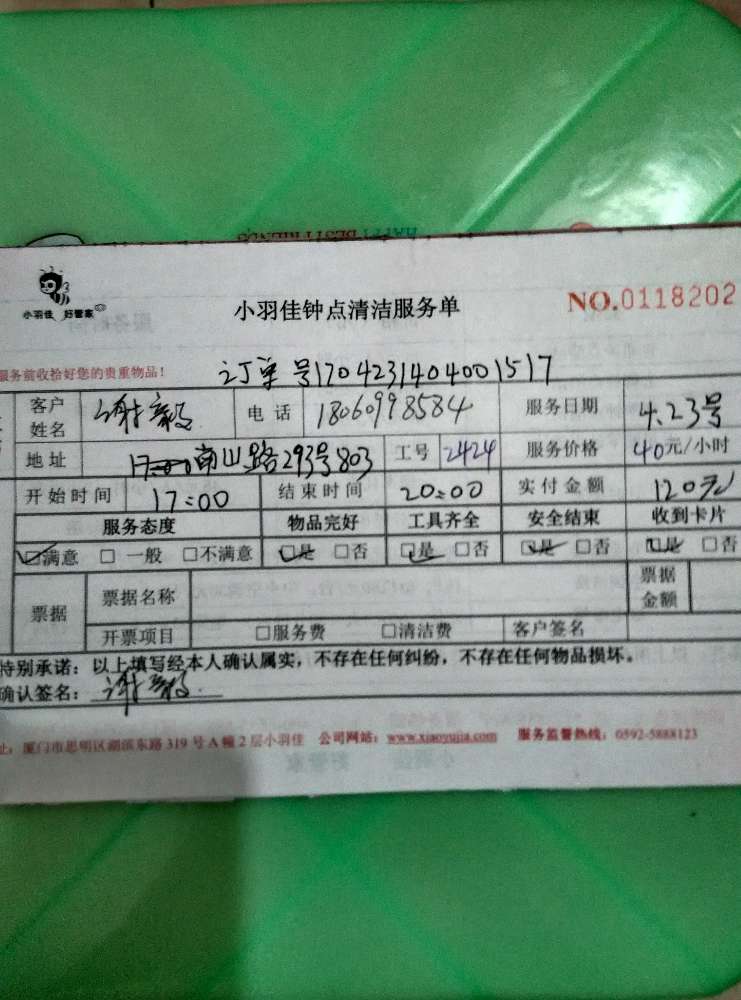 小羽佳 好管家
小羽佳钟点清洁服务单
NO.0118202
服务前收拾好您的贵重物品!
订单号1704231404001517
客户姓名 谢毅 电话 18060998584 服务日期 4.23号
地址 南山路293号803 工号 2424 服务价格 40元/小时
开始时间 17:00 结束时间 20:00 实付金额 120元
服务态度 物品完好 工具齐全 安全结束 收到卡片
☑满意 □一般 □不满意 ☑是 □否 ☑是 □否 ☑是 □否 ☑是 □否
票据 票据名称 票据金额
开票项目 □服务费 □清洁费 客户签名
特别承诺:以上填写经本人确认属实,不存在任何纠纷,不存在任何物品损坏。
确认签名:谢毅
址:厦门市思明区湖滨东路319号A幢2层小羽佳 公司网站:www.xiaoyujia.com 服务监督热线:0592-5888123